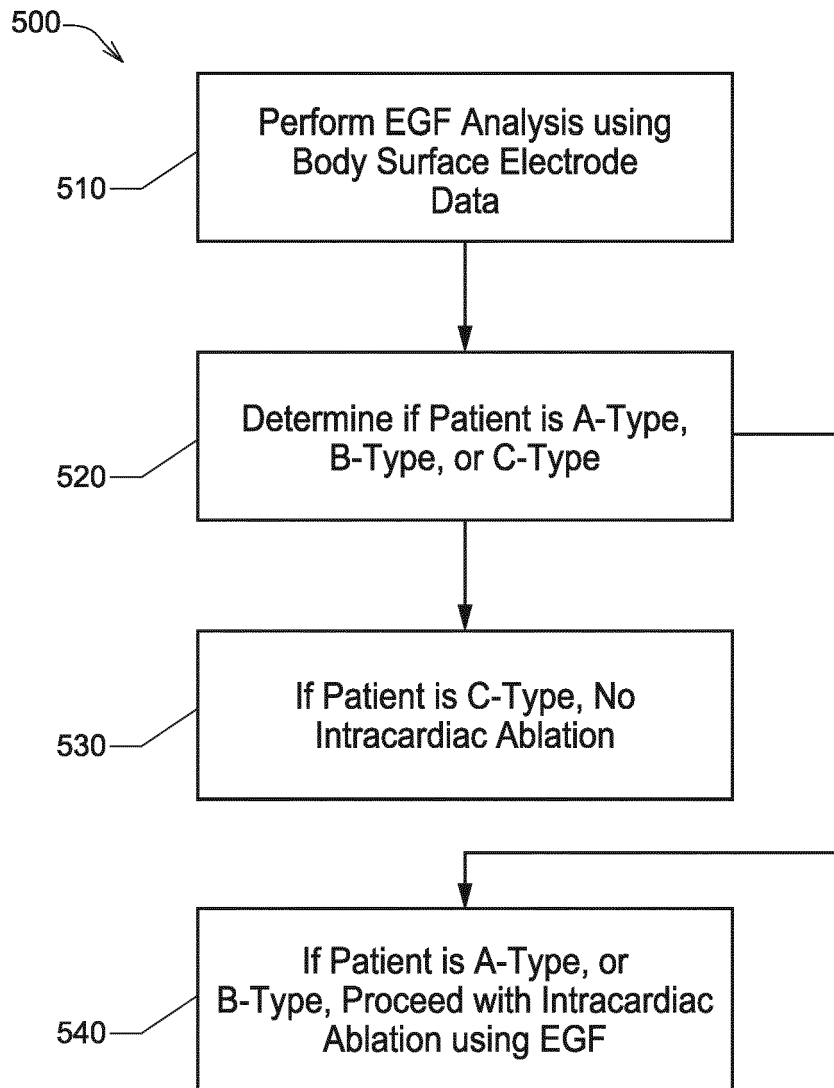 500
Perform EGF Analysis using
Body Surface Electrode
Data
510
Determine if Patient is A-Type,
B-Type, or C-Type
520
If Patient is C-Type, No
Intracardiac Ablation
530
If Patient is A-Type, or
B-Type, Proceed with Intracardiac
Ablation using EGF
540